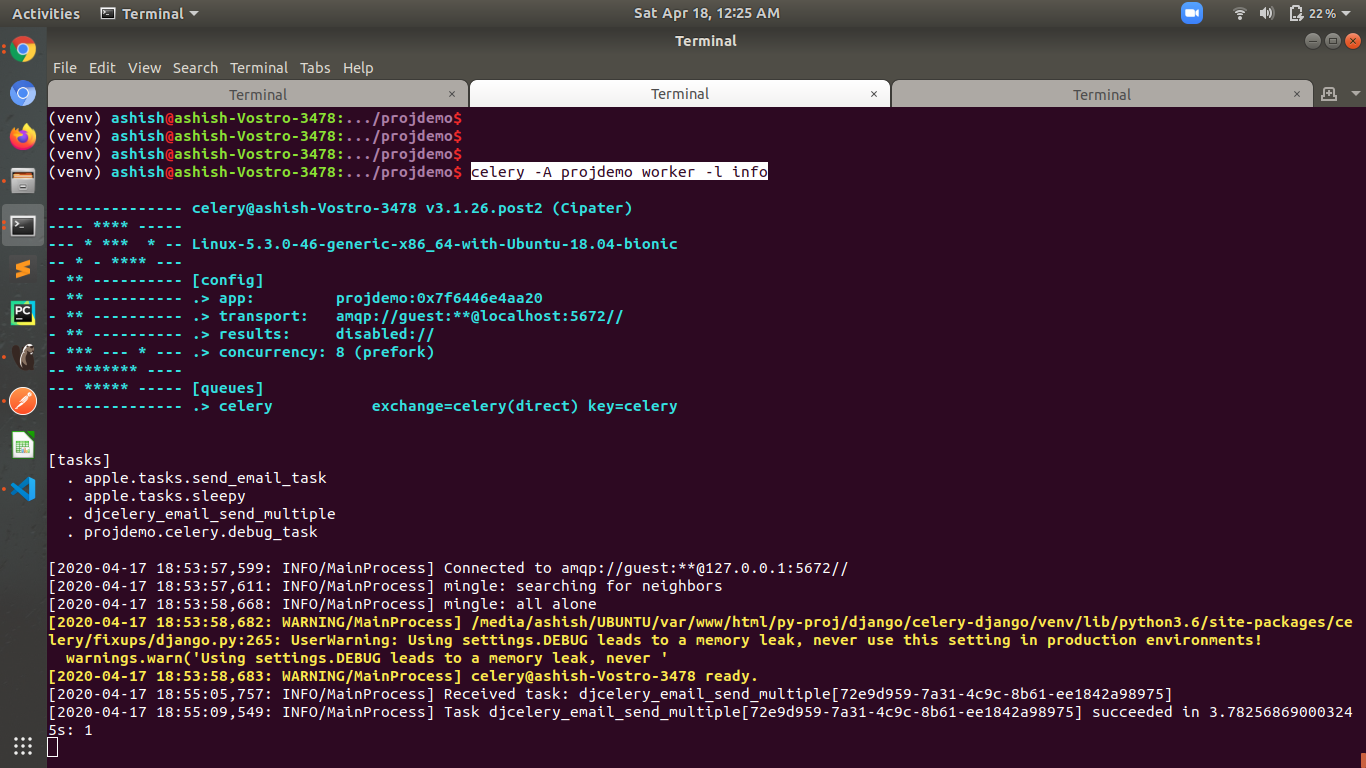 Activities Terminal Sat Apr 18, 12:25 AM 22%
Terminal
File Edit View Search Terminal Tabs Help
Terminal × Terminal × Terminal ×
(venv) ashish@ashish-Vostro-3478:.../projdemo$
(venv) ashish@ashish-Vostro-3478:.../projdemo$
(venv) ashish@ashish-Vostro-3478:.../projdemo$
(venv) ashish@ashish-Vostro-3478:.../projdemo$ celery -A projdemo worker -l info
 -------------- celery@ashish-Vostro-3478 v3.1.26.post2 (Cipater)
---- **** -----
--- * ***  * -- Linux-5.3.0-46-generic-x86_64-with-Ubuntu-18.04-bionic
-- * - **** ---
- ** ---------- [config]
- ** ---------- .> app:         projdemo:0x7f6446e4aa20
- ** ---------- .> transport:   amqp://guest:**@localhost:5672//
- ** ---------- .> results:     disabled://
- *** --- * --- .> concurrency: 8 (prefork)
-- ******* ----
--- ***** ----- [queues]
 -------------- .> celery           exchange=celery(direct) key=celery
[tasks]
  . apple.tasks.send_email_task
  . apple.tasks.sleepy
  . djcelery_email_send_multiple
  . projdemo.celery.debug_task
[2020-04-17 18:53:57,599: INFO/MainProcess] Connected to amqp://guest:**@127.0.0.1:5672//
[2020-04-17 18:53:57,611: INFO/MainProcess] mingle: searching for neighbors
[2020-04-17 18:53:58,668: INFO/MainProcess] mingle: all alone
[2020-04-17 18:53:58,682: WARNING/MainProcess] /media/ashish/UBUNTU/var/www/html/py-proj/django/celery-django/venv/lib/python3.6/site-packages/ce
lery/fixups/django.py:265: UserWarning: Using settings.DEBUG leads to a memory leak, never use this setting in production environments!
  warnings.warn('Using settings.DEBUG leads to a memory leak, never '
[2020-04-17 18:53:58,683: WARNING/MainProcess] celery@ashish-Vostro-3478 ready.
[2020-04-17 18:55:05,757: INFO/MainProcess] Received task: djcelery_email_send_multiple[72e9d959-7a31-4c9c-8b61-ee1842a98975]
[2020-04-17 18:55:09,549: INFO/MainProcess] Task djcelery_email_send_multiple[72e9d959-7a31-4c9c-8b61-ee1842a98975] succeeded in 3.78256869000324
5s: 1
PC